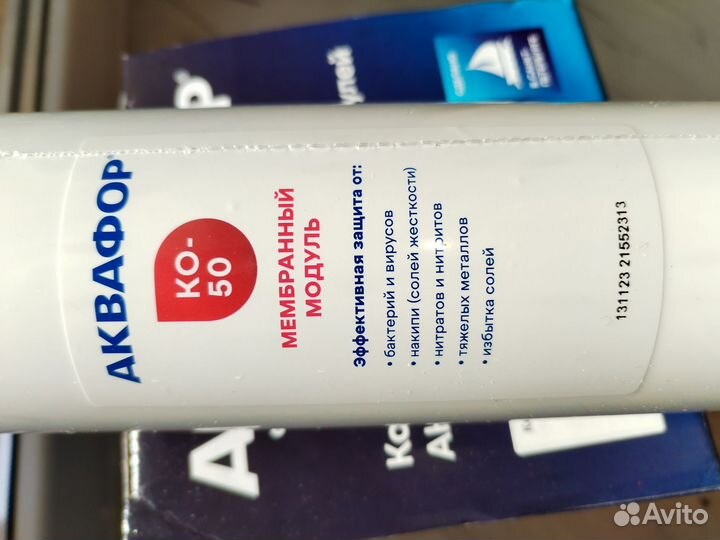 АКВАФОР®
КО-
50
МЕМБРАННЫЙ
МОДУЛЬ
Эффективная защита от:
• бактерий и вирусов
• накипи (солей жесткости)
• нитратов и нитритов
• тяжелых металлов
• избытка солей
131123 21552313
Avito